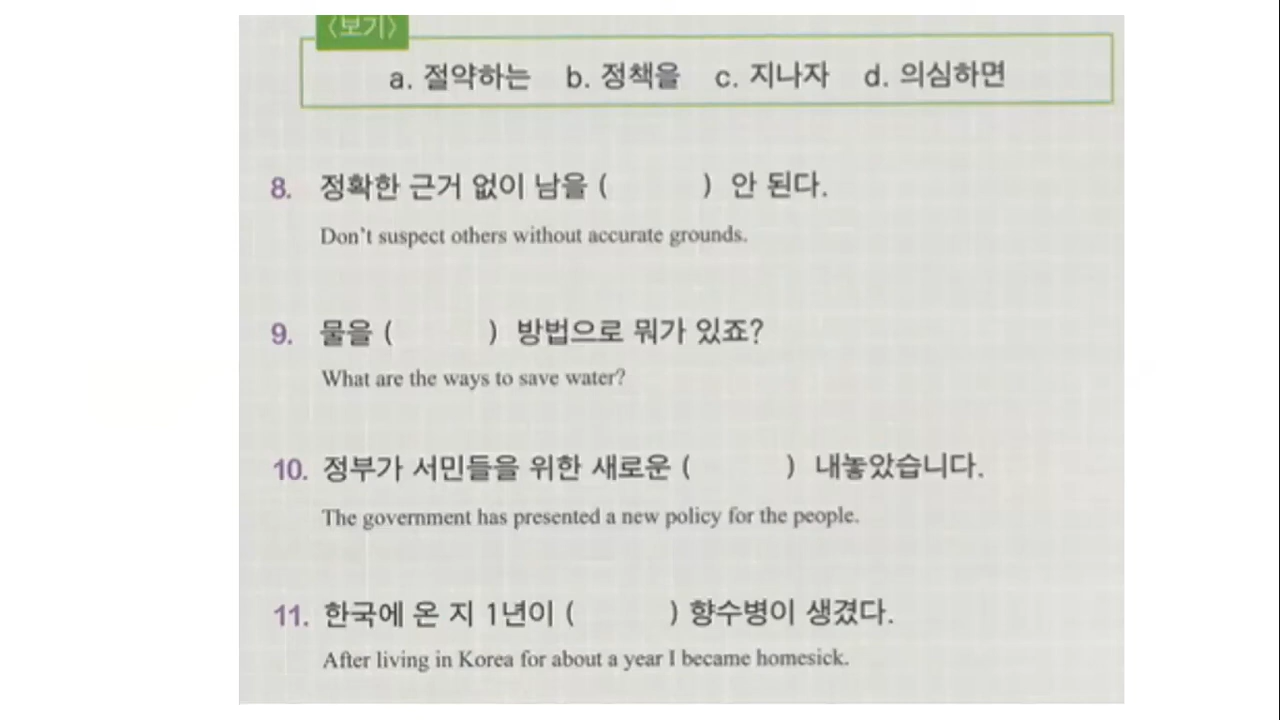 〈보기〉
a. 절약하는 b. 정책을 c. 지나자 d. 의심하면
8. 정확한 근거 없이 남을 ( ) 안 된다.
Don't suspect others without accurate grounds.
9. 물을 ( ) 방법으로 뭐가 있죠?
What are the ways to save water?
10. 정부가 서민들을 위한 새로운 ( ) 내놓았습니다.
The government has presented a new policy for the people.
11. 한국에 온 지 1년이 ( ) 향수병이 생겼다.
After living in Korea for about a year I became homesick.